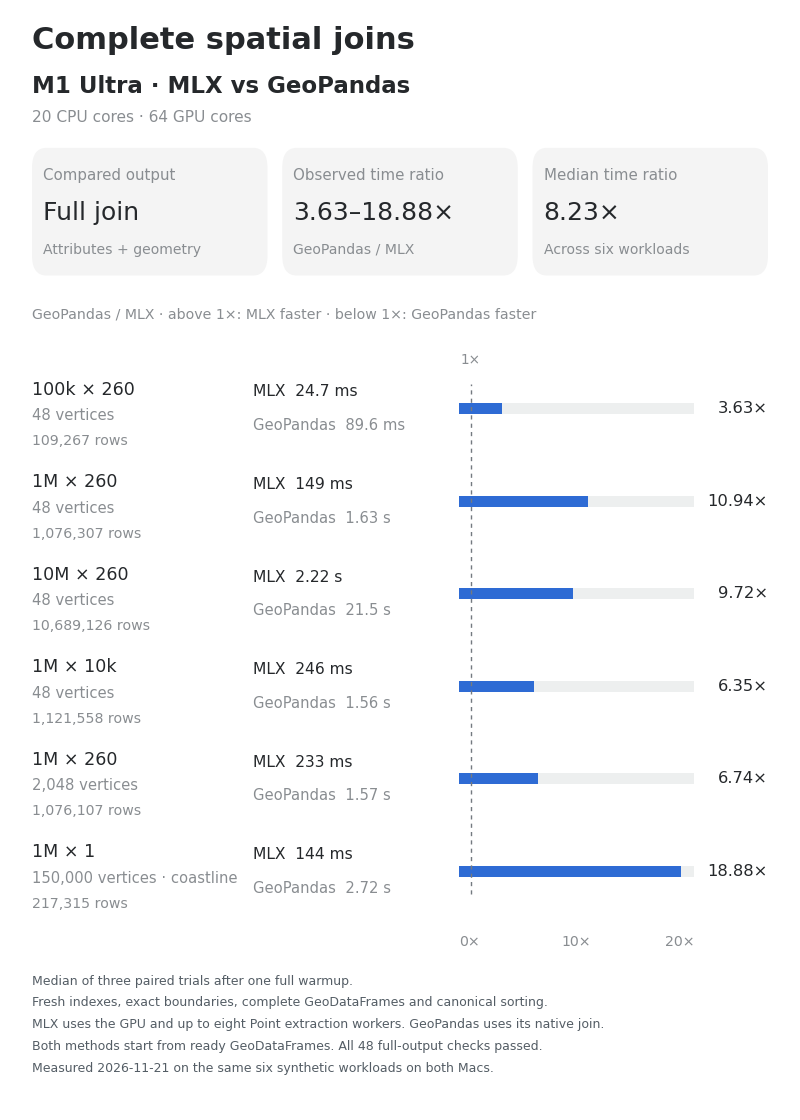 Complete spatial joins
M1 Ultra · MLX vs GeoPandas
20 CPU cores · 64 GPU cores
Compared output
Full join
Attributes + geometry
Observed time ratio
3.63–18.88×
GeoPandas / MLX
Median time ratio
8.23×
Across six workloads
GeoPandas / MLX · above 1×: MLX faster · below 1×: GeoPandas faster
1×
100k × 260
48 vertices
109,267 rows
MLX 24.7 ms
GeoPandas 89.6 ms
3.63×
1M × 260
48 vertices
1,076,307 rows
MLX 149 ms
GeoPandas 1.63 s
10.94×
10M × 260
48 vertices
10,689,126 rows
MLX 2.22 s
GeoPandas 21.5 s
9.72×
1M × 10k
48 vertices
1,121,558 rows
MLX 246 ms
GeoPandas 1.56 s
6.35×
1M × 260
2,048 vertices
1,076,107 rows
MLX 233 ms
GeoPandas 1.57 s
6.74×
1M × 1
150,000 vertices · coastline
217,315 rows
MLX 144 ms
GeoPandas 2.72 s
18.88×
0× 10× 20×
Median of three paired trials after one full warmup.
Fresh indexes, exact boundaries, complete GeoDataFrames and canonical sorting.
MLX uses the GPU and up to eight Point extraction workers. GeoPandas uses its native join.
Both methods start from ready GeoDataFrames. All 48 full-output checks passed.
Measured 2026-11-21 on the same six synthetic workloads on both Macs.